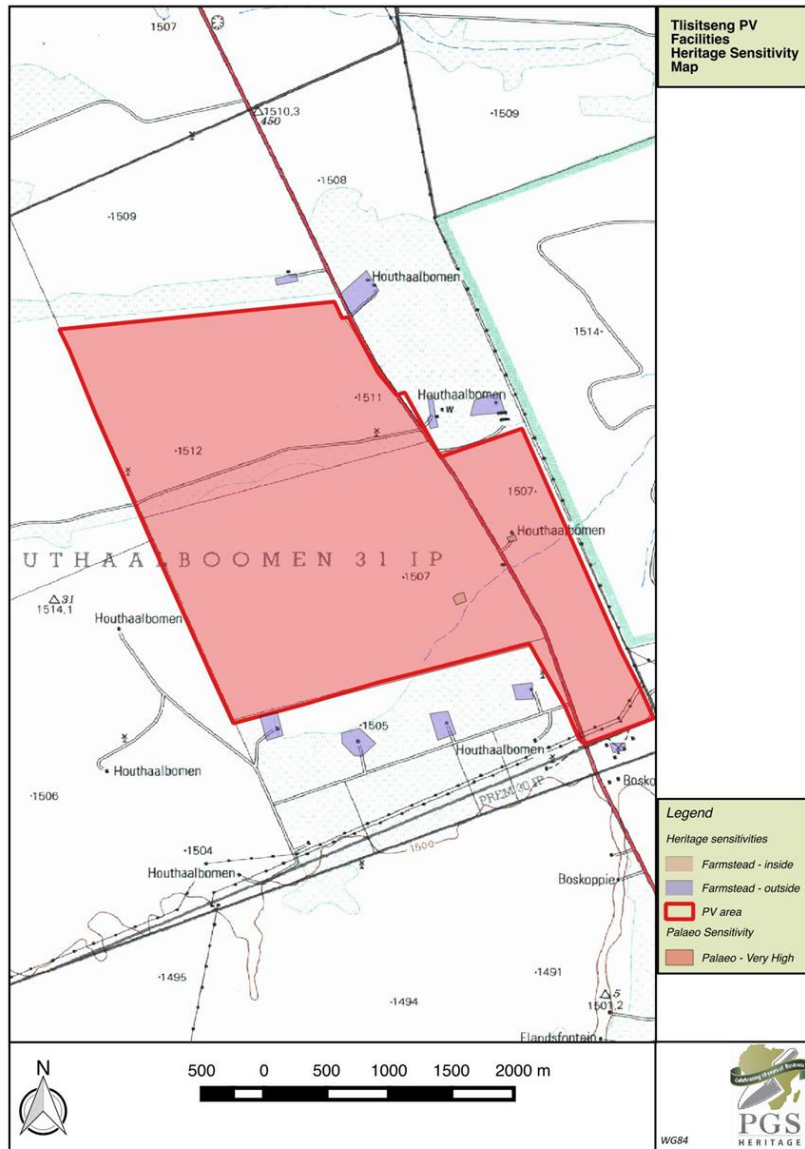 Tlisitseng PV
Facilities
Heritage Sensitivity
Map
1507
1510,3
450
1509
1508
1509
Houthaalbomen
1514
1511
Houthaalbomen
W
1512
1507
Houthaalbomen
UTHAALBOOMEN 31 IP
1507
31
1514,1
Houthaalbomen
1505
Houthaalbomen
Houthaalbomen
Boskop
1506
PREM 30 IP
1504
1500
Houthaalbomen
Boskoppie
1495
1491
1494
5
1501,2
Elandsfontein
Legend
Heritage sensitivities
Farmstead - inside
Farmstead - outside
PV area
Palaeo Sensitivity
Palaeo - Very High
N
500 0 500 1000 1500 2000 m
WG84
PGS
HERITAGE